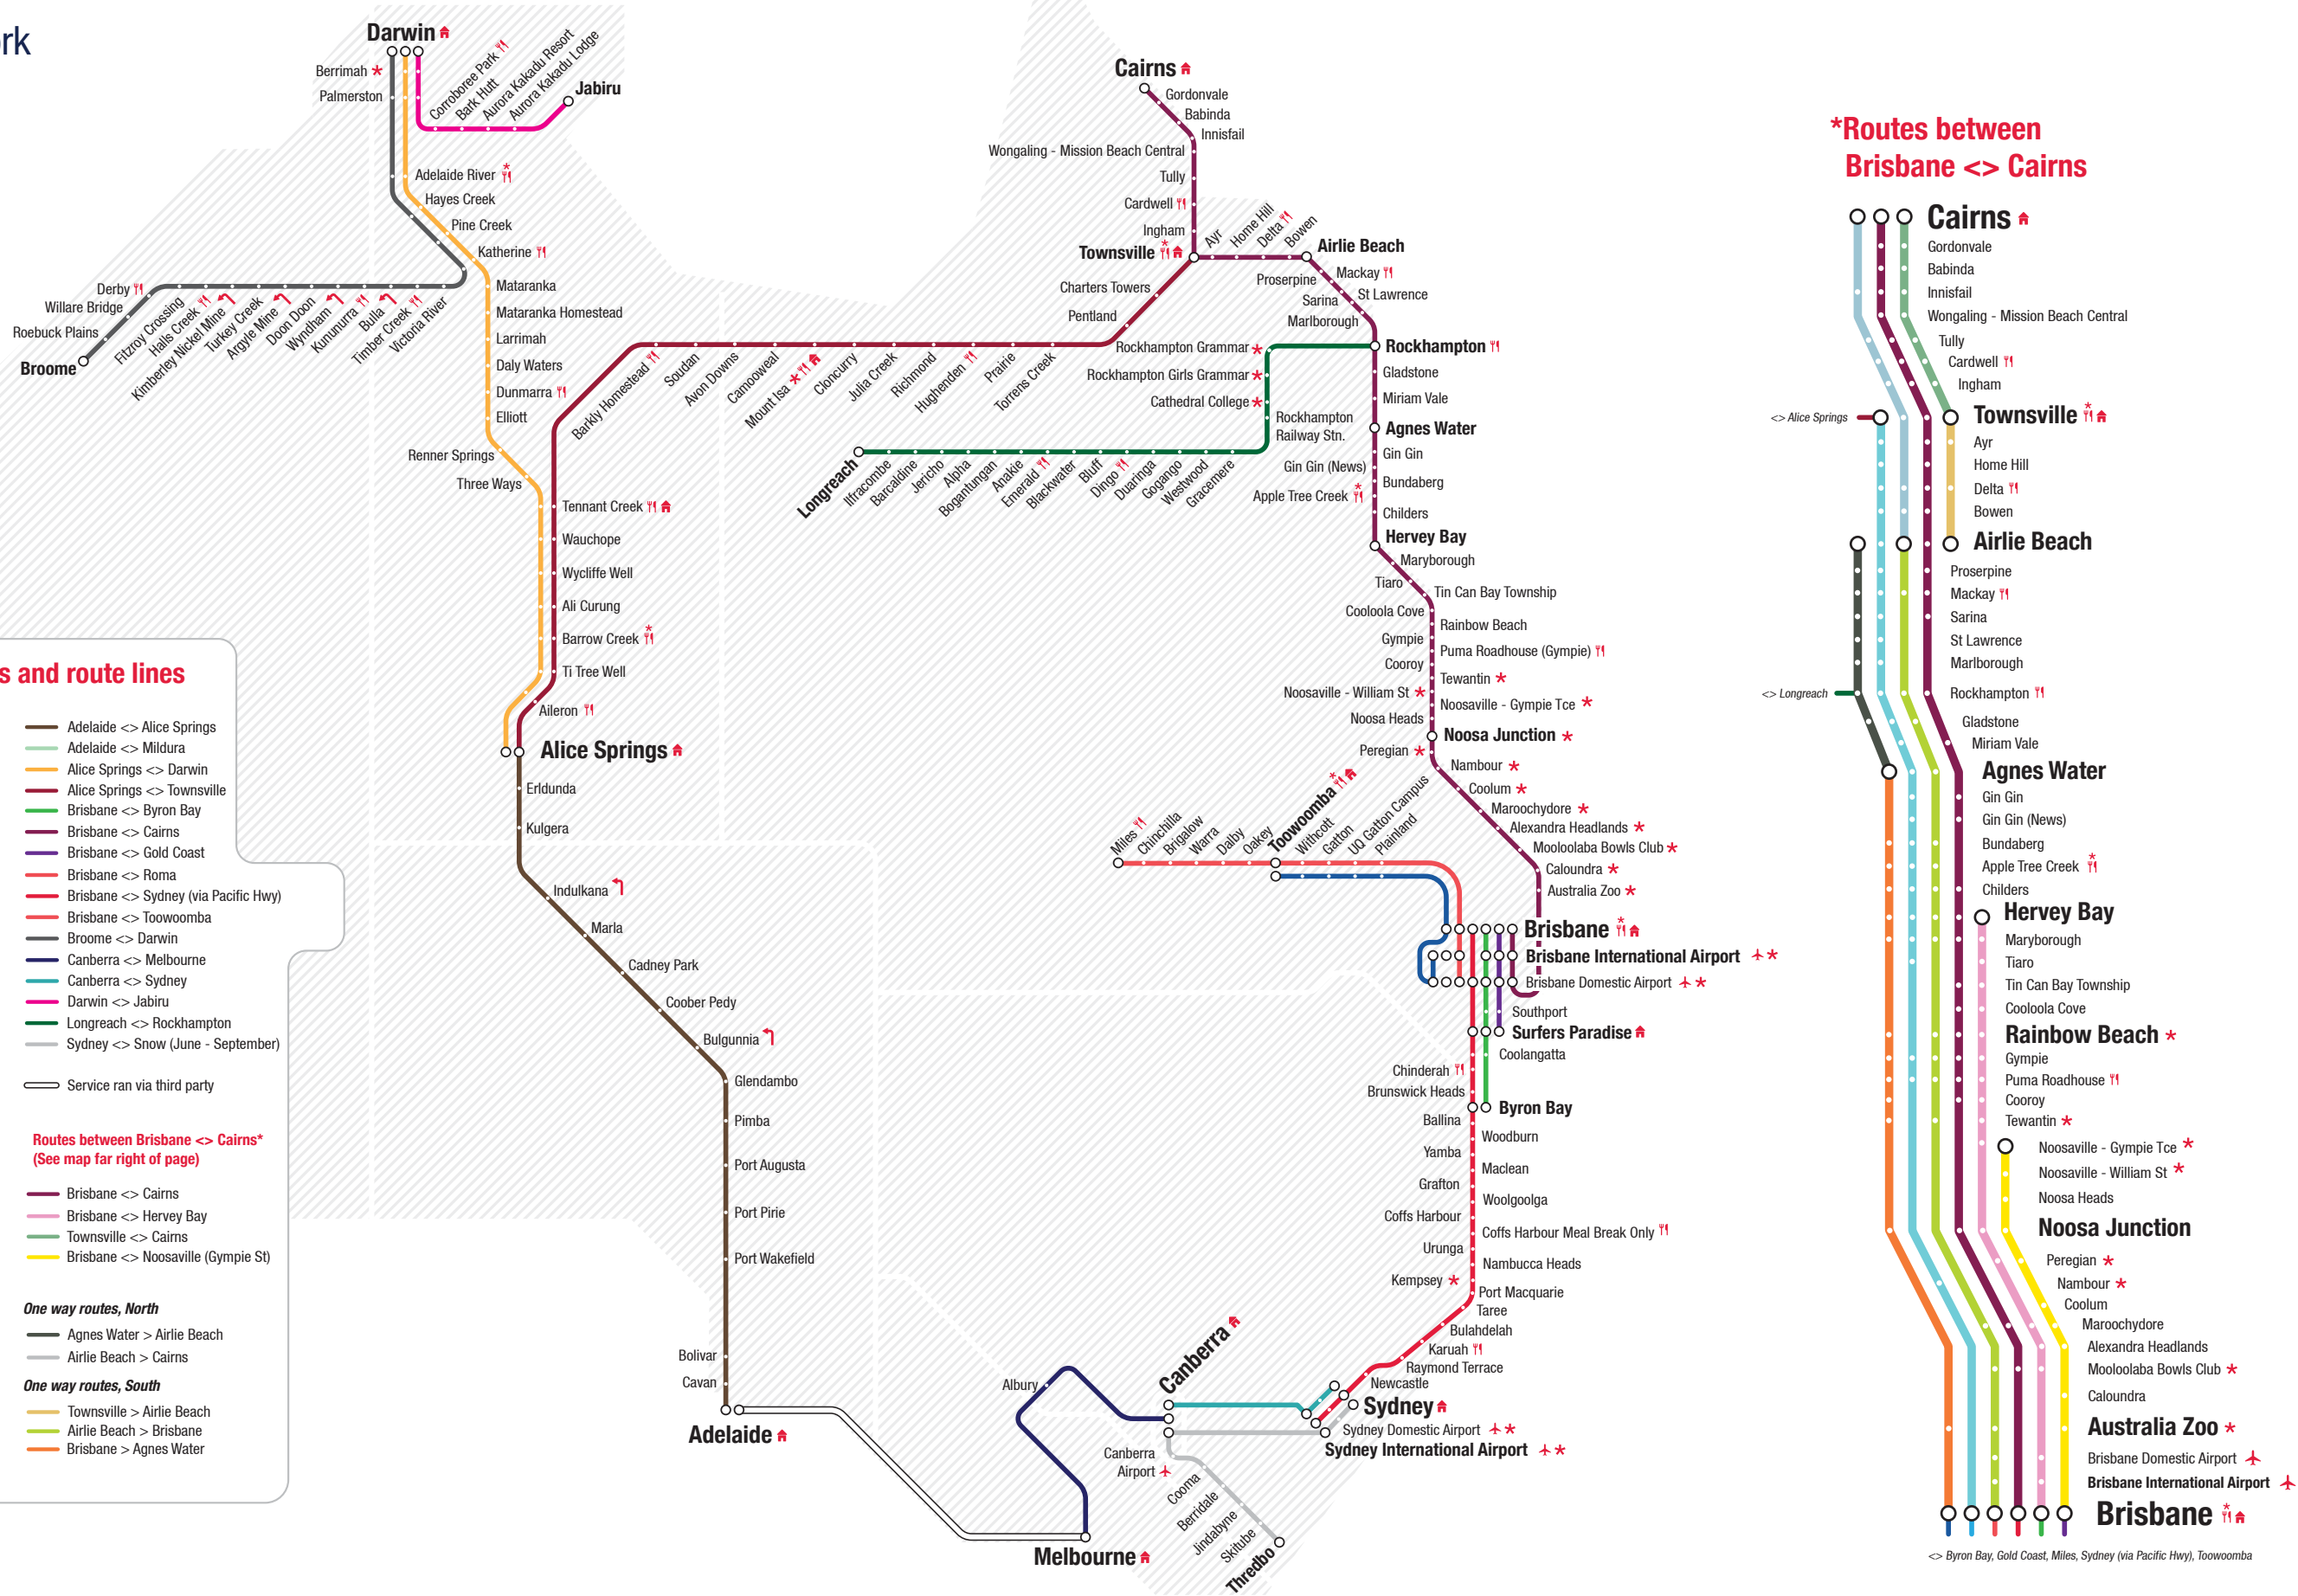 rk
Darwin
Berrimah *
Palmerston
Corroboree Park
Bark Hutt
Aurora Kakadu Resort
Aurora Kakadu Lodge
Jabiru
Adelaide River *
Hayes Creek
Pine Creek
Katherine
Mataranka
Mataranka Homestead
Larrimah
Daly Waters
Dunmarra
Elliott
Renner Springs
Three Ways
Derby
Willare Bridge
Roebuck Plains
Broome
Fitzroy Crossing
Halls Creek
Kimberley Nickel Mine
Turkey Creek
Argyle Mine
Doon Doon
Wyndham
Kununurra
Bulla
Timber Creek
Victoria River
Tennant Creek
Wauchope
Wycliffe Well
Ali Curung
Barrow Creek *
Ti Tree Well
Aileron
Alice Springs
Erldunda
Kulgera
Indulkana
Marla
Cadney Park
Coober Pedy
Bulgunnia
Glendambo
Pimba
Port Augusta
Port Pirie
Port Wakefield
Bolivar
Cavan
Adelaide
Barkly Homestead
Soudan
Avon Downs
Camooweal
Mount Isa *
Cloncurry
Julia Creek
Richmond
Hughenden
Prairie
Torrens Creek
Pentland
Charters Towers
Cairns
Gordonvale
Babinda
Innisfail
Wongaling - Mission Beach Central
Tully
Cardwell
Ingham
Townsville *
Ayr
Home Hill
Delta
Bowen
Airlie Beach
Proserpine
Mackay
Sarina
St Lawrence
Marlborough
Rockhampton Grammar *
Rockhampton
Rockhampton Girls Grammar *
Gladstone
Cathedral College *
Miriam Vale
Rockhampton
Railway Stn.
Agnes Water
Longreach
Ilfracombe
Barcaldine
Jericho
Alpha
Bogantungan
Anakie
Emerald
Blackwater
Bluff
Dingo
Duaringa
Gogango
Westwood
Gracemere
Gin Gin
Gin Gin (News)
Bundaberg
Apple Tree Creek *
Childers
Hervey Bay
Maryborough
Tiaro
Tin Can Bay Township
Cooloola Cove
Rainbow Beach
Gympie
Puma Roadhouse (Gympie)
Cooroy
Tewantin *
Noosaville - William St *
Noosaville - Gympie Tce *
Noosa Heads
Noosa Junction *
Peregian *
Nambour *
Coolum *
Maroochydore *
Alexandra Headlands *
Mooloolaba Bowls Club *
Caloundra *
Australia Zoo *
Miles
Chinchilla
Brigalow
Warra
Dalby
Oakey
Toowoomba *
Withcott
Gatton
UQ Gatton Campus
Plainland
Brisbane *
Brisbane International Airport *
Brisbane Domestic Airport *
Southport
Surfers Paradise
Coolangatta
Chinderah
Brunswick Heads
Byron Bay
Ballina
Woodburn
Yamba
Maclean
Grafton
Woolgoolga
Coffs Harbour
Coffs Harbour Meal Break Only
Urunga
Nambucca Heads
Kempsey *
Port Macquarie
Taree
Bulahdelah
Karuah
Raymond Terrace
Newcastle
Sydney
Sydney Domestic Airport *
Sydney International Airport *
Canberra
Albury
Canberra
Airport
Cooma
Berridale
Jindabyne
Skitube
Thredbo
Melbourne
s and route lines
Adelaide <> Alice Springs
Adelaide <> Mildura
Alice Springs <> Darwin
Alice Springs <> Townsville
Brisbane <> Byron Bay
Brisbane <> Cairns
Brisbane <> Gold Coast
Brisbane <> Roma
Brisbane <> Sydney (via Pacific Hwy)
Brisbane <> Toowoomba
Broome <> Darwin
Canberra <> Melbourne
Canberra <> Sydney
Darwin <> Jabiru
Longreach <> Rockhampton
Sydney <> Snow (June - September)
Service ran via third party
Routes between Brisbane <> Cairns*
(See map far right of page)
Brisbane <> Cairns
Brisbane <> Hervey Bay
Townsville <> Cairns
Brisbane <> Noosaville (Gympie St)
One way routes, North
Agnes Water > Airlie Beach
Airlie Beach > Cairns
One way routes, South
Townsville > Airlie Beach
Airlie Beach > Brisbane
Brisbane > Agnes Water
*Routes between
Brisbane <> Cairns
Cairns
Gordonvale
Babinda
Innisfail
Wongaling - Mission Beach Central
Tully
Cardwell
Ingham
<> Alice Springs
Townsville *
Ayr
Home Hill
Delta
Bowen
Airlie Beach
Proserpine
Mackay
Sarina
St Lawrence
Marlborough
<> Longreach
Rockhampton
Gladstone
Miriam Vale
Agnes Water
Gin Gin
Gin Gin (News)
Bundaberg
Apple Tree Creek *
Childers
Hervey Bay
Maryborough
Tiaro
Tin Can Bay Township
Cooloola Cove
Rainbow Beach *
Gympie
Puma Roadhouse
Cooroy
Tewantin *
Noosaville - Gympie Tce *
Noosaville - William St *
Noosa Heads
Noosa Junction
Peregian *
Nambour *
Coolum
Maroochydore
Alexandra Headlands
Mooloolaba Bowls Club *
Caloundra
Australia Zoo *
Brisbane Domestic Airport
Brisbane International Airport
Brisbane *
<> Byron Bay, Gold Coast, Miles, Sydney (via Pacific Hwy), Toowoomba